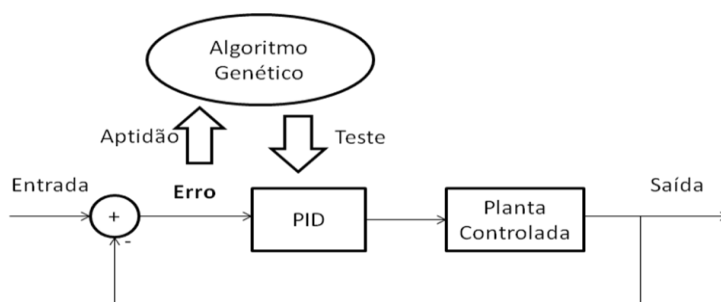 Algoritmo
Genético
Aptidão
Teste
Entrada
Erro
Saída
+
-
PID
Planta
Controlada